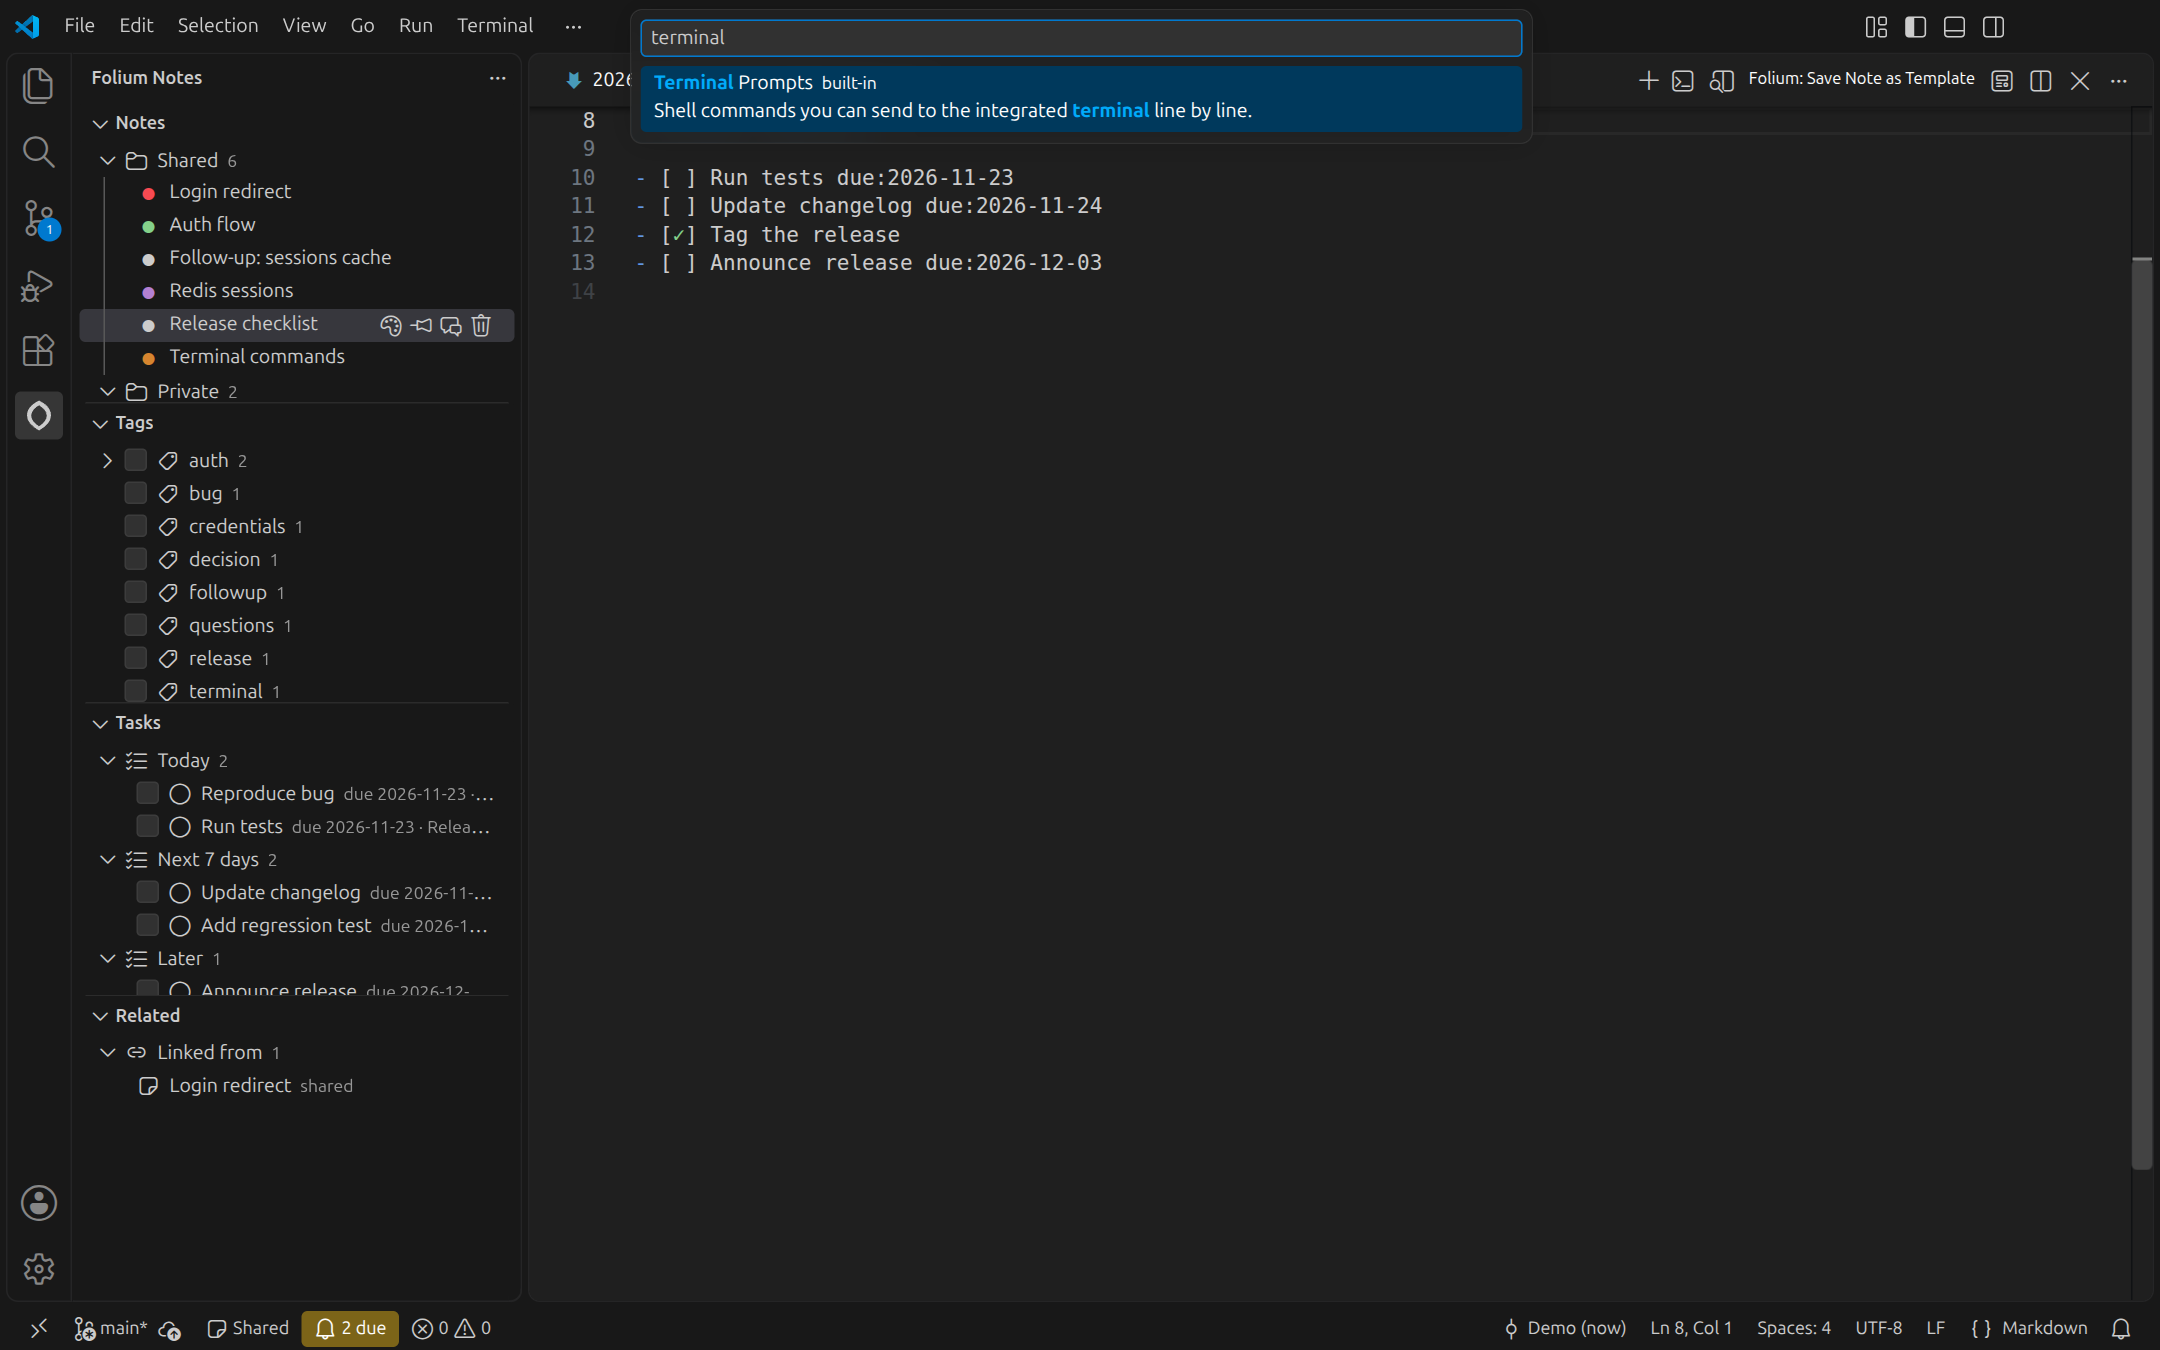 File Edit Selection View Go Run Terminal ...
terminal
Terminal Prompts built-in
Shell commands you can send to the integrated terminal line by line.
Folium Notes
Notes
Shared 6
Login redirect
Auth flow
Follow-up: sessions cache
Redis sessions
Release checklist
Terminal commands
Private 2
Tags
auth 2
bug 1
credentials 1
decision 1
followup 1
questions 1
release 1
terminal 1
Tasks
Today 2
Reproduce bug due 2026-11-23 ·...
Run tests due 2026-11-23 · Relea...
Next 7 days 2
Update changelog due 2026-11-...
Add regression test due 2026-1...
Later 1
Announce release due 2026-12-
Related
Linked from 1
Login redirect shared
2026
Folium: Save Note as Template
8
9
10 - [ ] Run tests due:2026-11-23
11 - [ ] Update changelog due:2026-11-24
12 - [✓] Tag the release
13 - [ ] Announce release due:2026-12-03
14
1
main* Shared 2 due 0 0
Demo (now) Ln 8, Col 1 Spaces: 4 UTF-8 LF { } Markdown